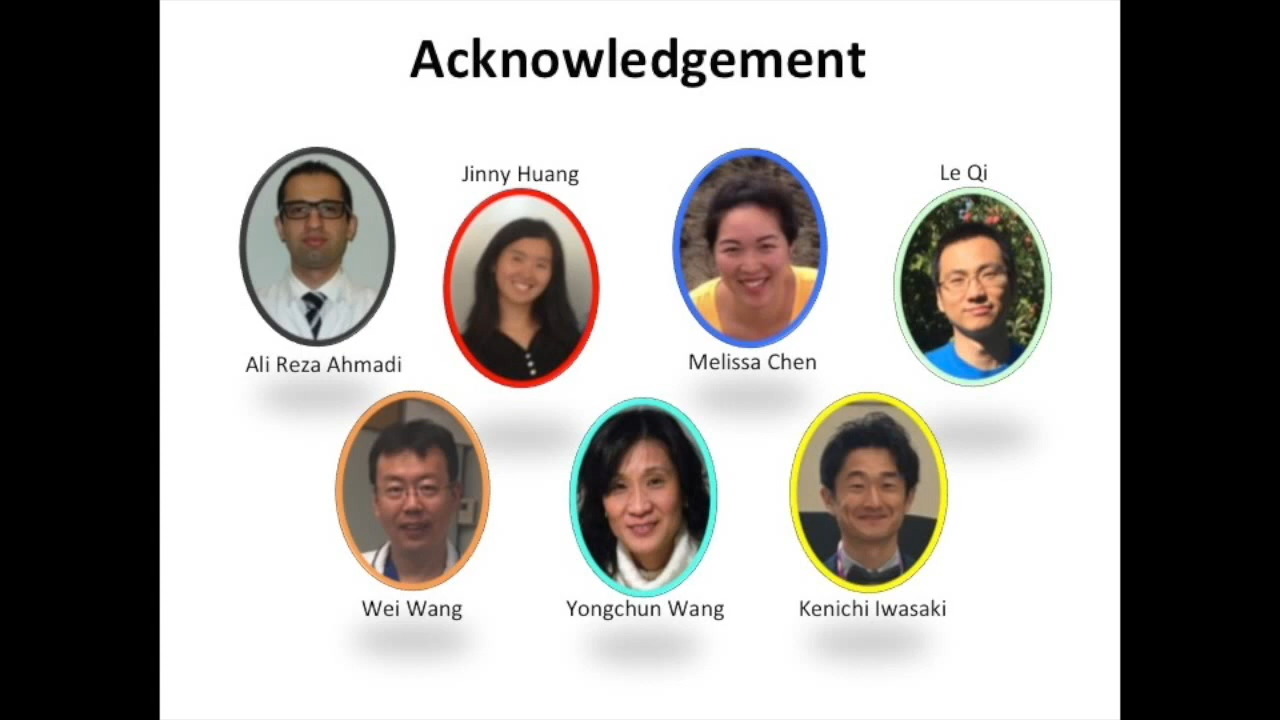 Acknowledgement
Jinny Huang
Le Qi
Ali Reza Ahmadi
Melissa Chen
Wei Wang
Yongchun Wang
Kenichi Iwasaki